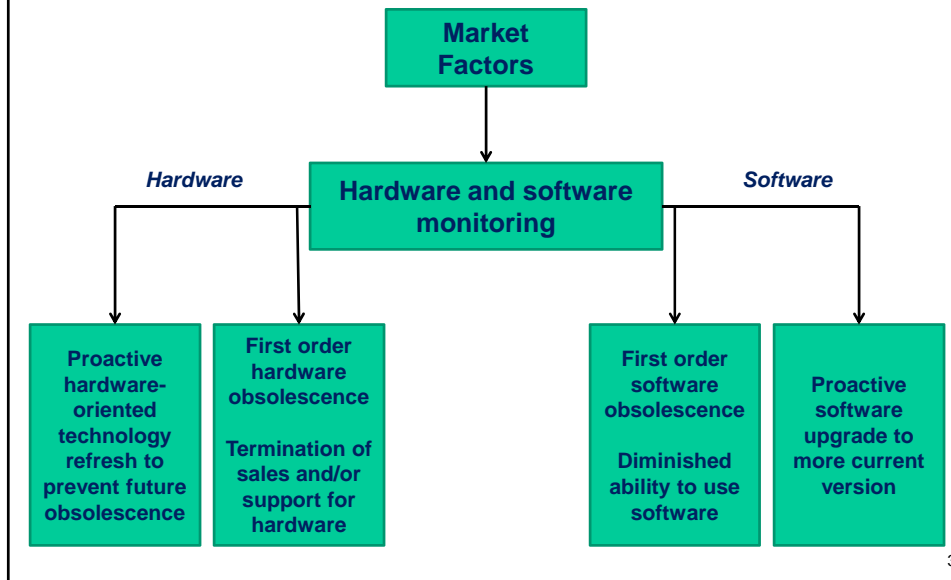 Market
Factors
Hardware
Hardware and software
monitoring
Software
Proactive
hardware-
oriented
technology
refresh to
prevent future
obsolescence
First order
hardware
obsolescence
Termination of
sales and/or
support for
hardware
First order
software
obsolescence
Diminished
ability to use
software
Proactive
software
upgrade to
more current
version